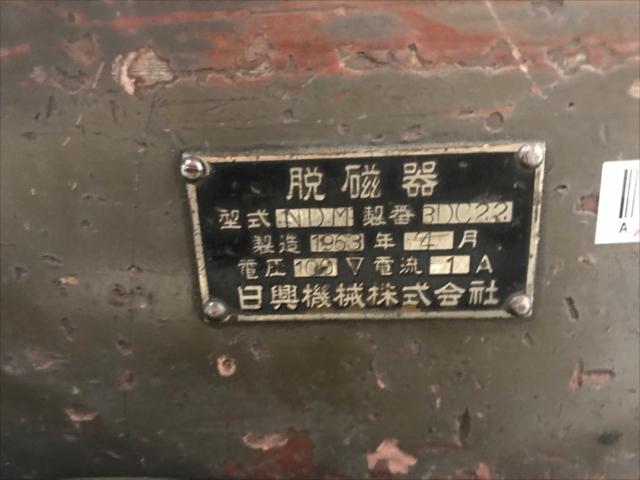 脱磁器
型式 NDM 製番 3DC22
製造 1963 年 4 月
電圧 100 V 電流 1 A
日興機械株式会社
A